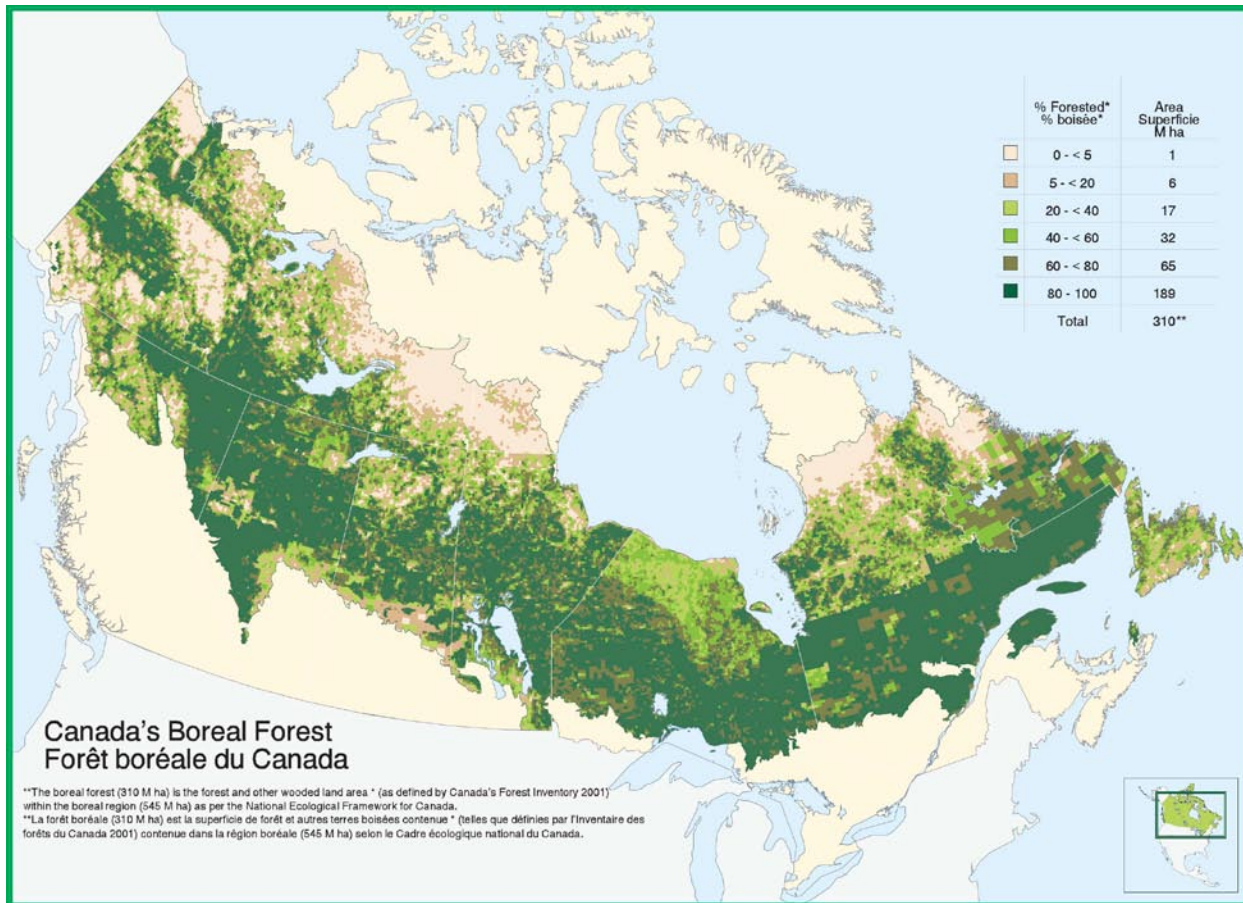 % Forested*
% boisée*
Area
Superficie
M ha
0 - < 5 1
5 - < 20 6
20 - < 40 17
40 - < 60 32
60 - < 80 65
80 - 100 189
Total 310**
Canada's Boreal Forest
Forêt boréale du Canada
**The boreal forest (310 M ha) is the forest and other wooded land area * (as defined by Canada's Forest Inventory 2001)
within the boreal region (545 M ha) as per the National Ecological Framework for Canada.
**La forêt boréale (310 M ha) est la superficie de forêt et autres terres boisées contenue * (telles que définies par l'Inventaire des
forêts du Canada 2001) contenue dans la région boréale (545 M ha) selon le Cadre écologique national du Canada.